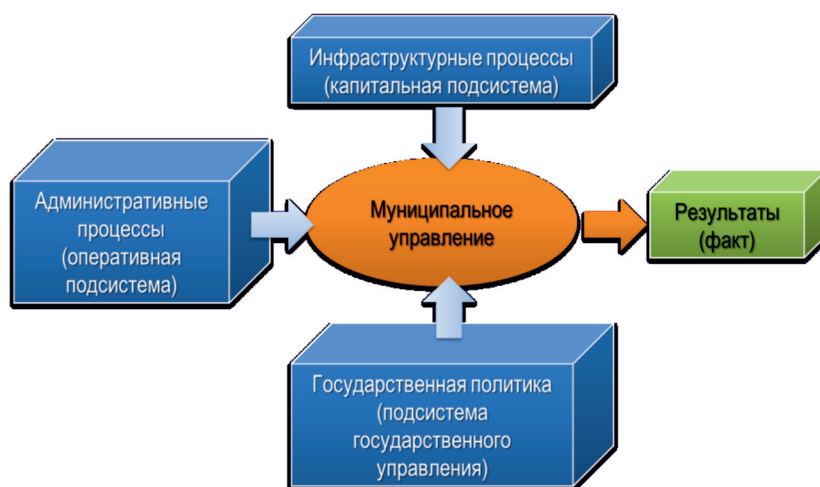 Инфраструктурные процессы
(капитальная подсистема)
Административные
процессы
(оперативная
подсистема)
Муниципальное
управление
Результаты
(факт)
Государственная политика
(подсистема
государственного
управления)